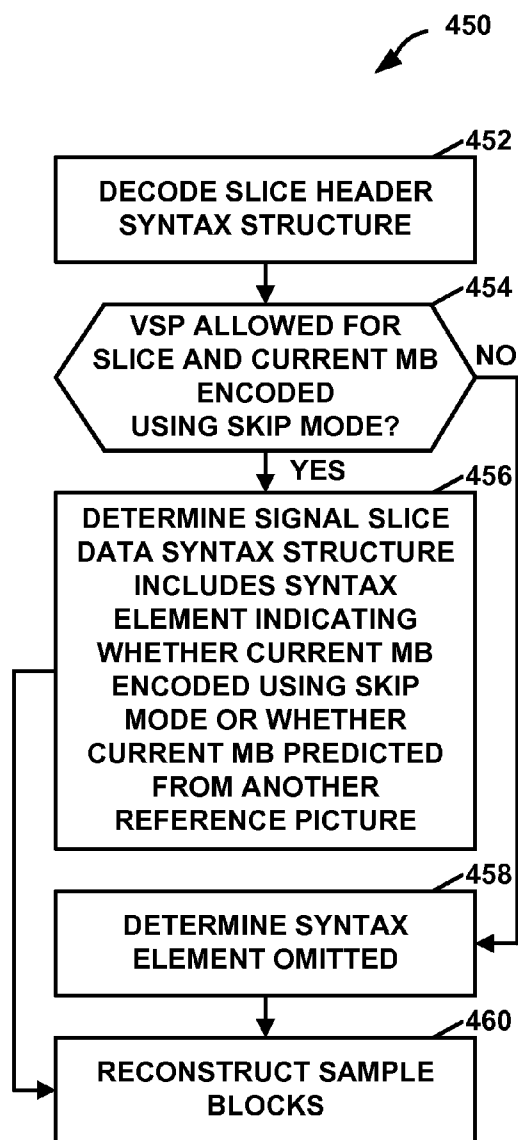 450
452
DECODE SLICE HEADER
SYNTAX STRUCTURE
454
VSP ALLOWED FOR
SLICE AND CURRENT MB
ENCODED
USING SKIP MODE?
NO
YES
456
DETERMINE SIGNAL SLICE
DATA SYNTAX STRUCTURE
INCLUDES SYNTAX
ELEMENT INDICATING
WHETHER CURRENT MB
ENCODED USING SKIP
MODE OR WHETHER
CURRENT MB PREDICTED
FROM ANOTHER
REFERENCE PICTURE
458
DETERMINE SYNTAX
ELEMENT OMITTED
460
RECONSTRUCT SAMPLE
BLOCKS